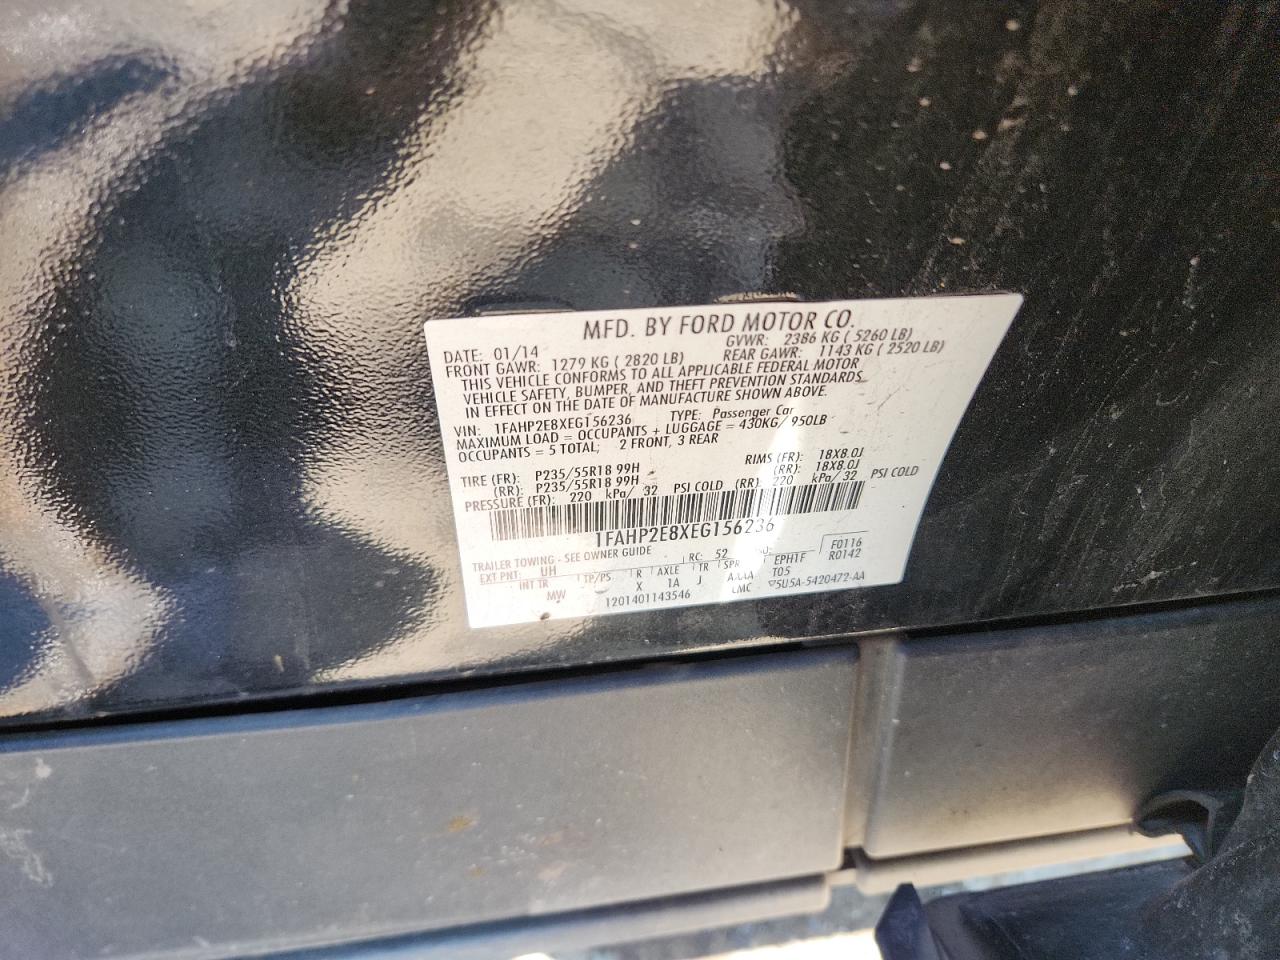 MFD. BY FORD MOTOR CO.
DATE: 01/14 GVWR: 2386 KG ( 5260 LB)
FRONT GAWR: 1279 KG ( 2820 LB) REAR GAWR: 1143 KG ( 2520 LB)
THIS VEHICLE CONFORMS TO ALL APPLICABLE FEDERAL MOTOR
VEHICLE SAFETY, BUMPER, AND THEFT PREVENTION STANDARDS
IN EFFECT ON THE DATE OF MANUFACTURE SHOWN ABOVE.
VIN: 1FAHP2E8XEG156236 TYPE: Passenger Car
MAXIMUM LOAD = OCCUPANTS + LUGGAGE = 430KG/ 950LB
OCCUPANTS = 5 TOTAL; 2 FRONT, 3 REAR
TIRE (FR): P235/55R18 99H RIMS (FR): 18X8.0J
(RR): P235/55R18 99H (RR): 18X8.0J
PRESSURE (FR): 220 kPa/ 32 PSI COLD (RR): 220 kPa/ 32 PSI COLD
1FAHP2E8XEG156236
TRAILER TOWING - SEE OWNER GUIDE F0116
EXT PNT: UH RC: 52 EPH1F R0142
INT TR TP/PS R AXLE TR SPR T05
MW X 1A J AAAA 5U5A-5420472-AA
1201401143546